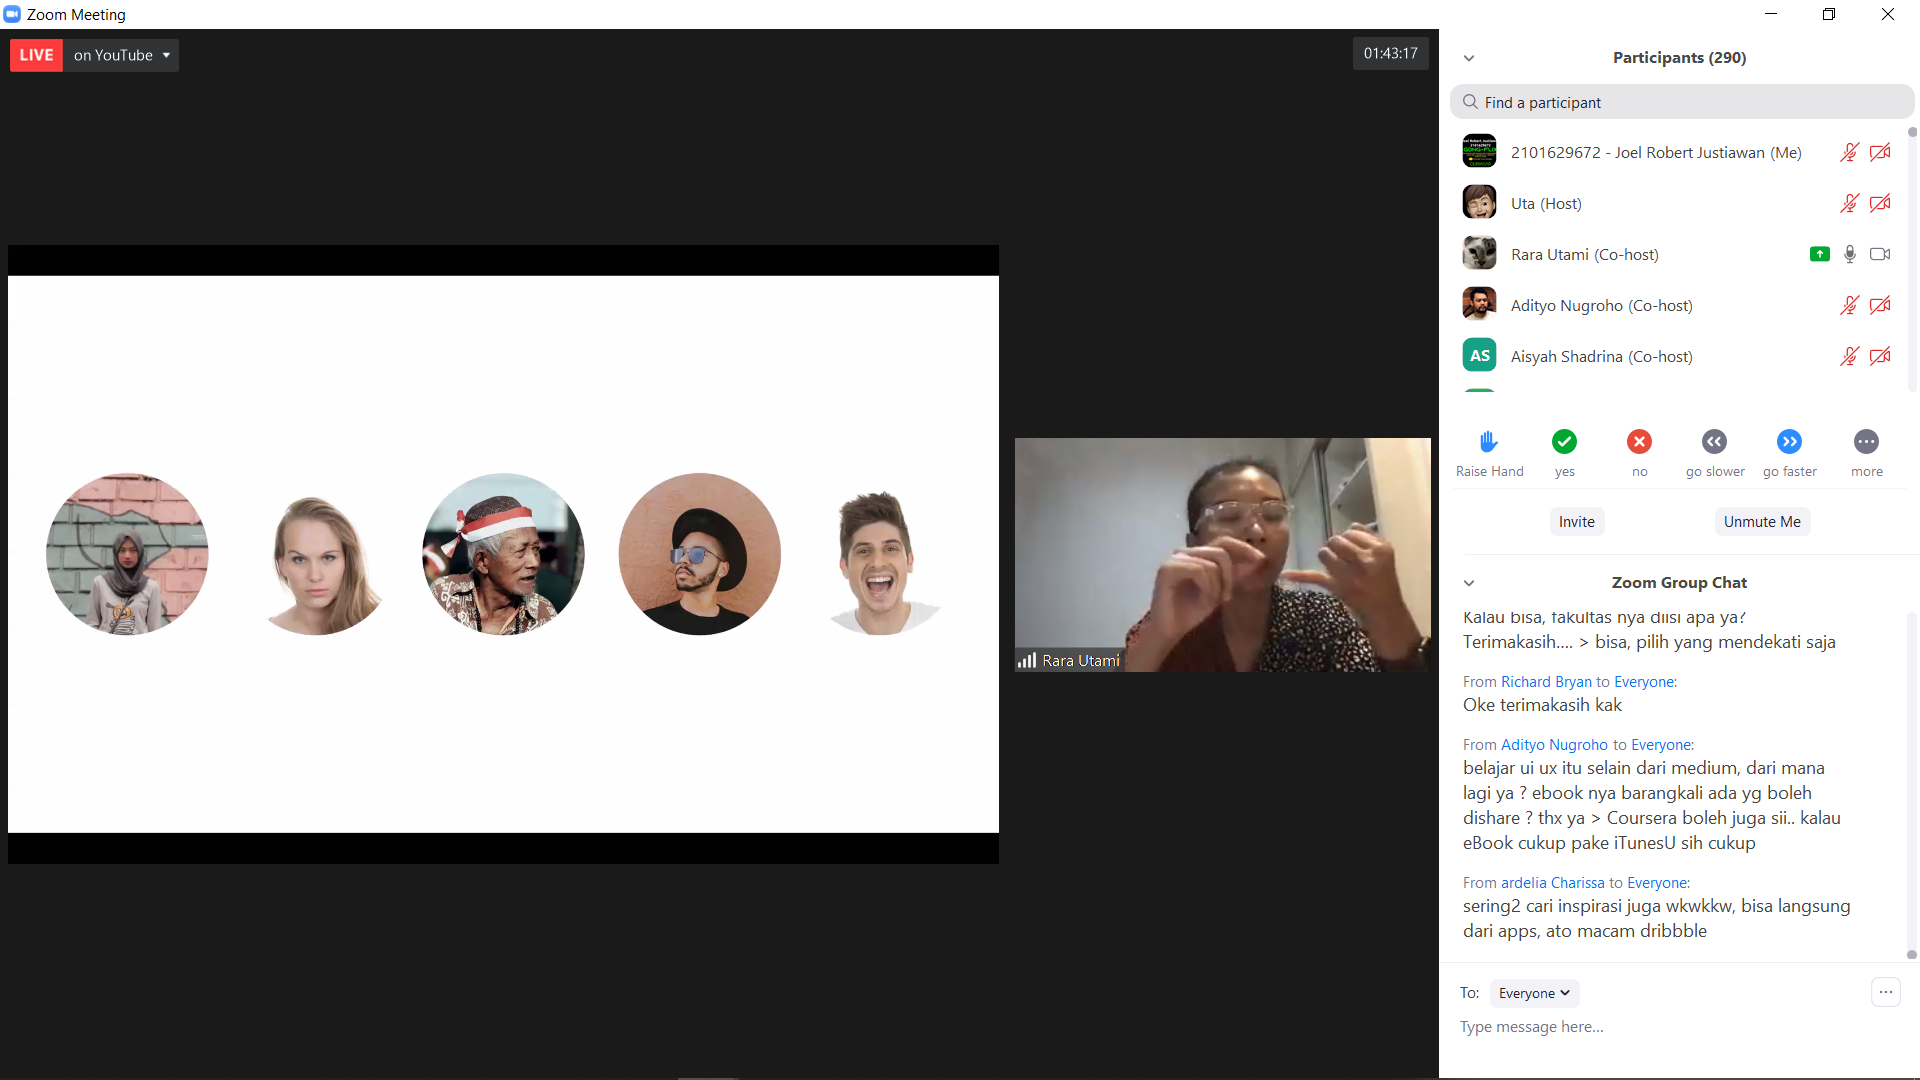 Zoom Meeting
LIVE on YouTube
01:43:17
Rara Utami
Participants (290)
Find a participant
2101629672 - Joel Robert Justiawan (Me)
Uta (Host)
Rara Utami (Co-host)
Adityo Nugroho (Co-host)
AS Aisyah Shadrina (Co-host)
Raise Hand yes no go slower go faster more
Invite Unmute Me
Zoom Group Chat
Kalau bisa, fakultas nya diisi apa ya?
Terimakasih.... > bisa, pilih yang mendekati saja
From Richard Bryan to Everyone:
Oke terimakasih kak
From Adityo Nugroho to Everyone:
belajar ui ux itu selain dari medium, dari mana
lagi ya ? ebook nya barangkali ada yg boleh
dishare ? thx ya > Coursera boleh juga sii.. kalau
eBook cukup pake iTunesU sih cukup
From ardelia Charissa to Everyone:
sering2 cari inspirasi juga wkwkkw, bisa langsung
dari apps, ato macam dribbble
To: Everyone
Type message here...